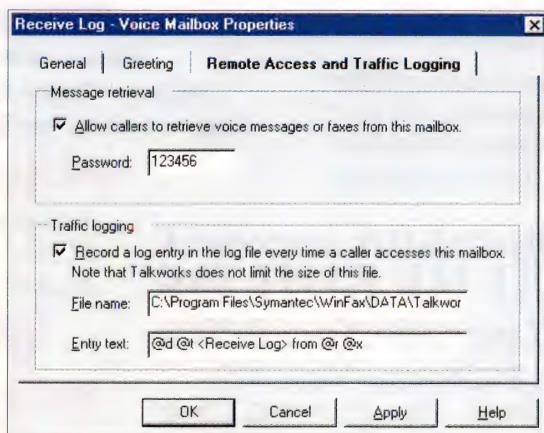 Receive Log - Voice Mailbox Properties
General Greeting Remote Access and Traffic Logging
Message retrieval
Allow callers to retrieve voice messages or faxes from this mailbox.
Password: 123456
Traffic logging
Record a log entry in the log file every time a caller accesses this mailbox.
Note that Talkworks does not limit the size of this file.
File name: C:\Program Files\Symantec\WinFax\DATA\Talkwor
Entry text: @d @t <Receive Log> from @r @x
OK Cancel Apply Help